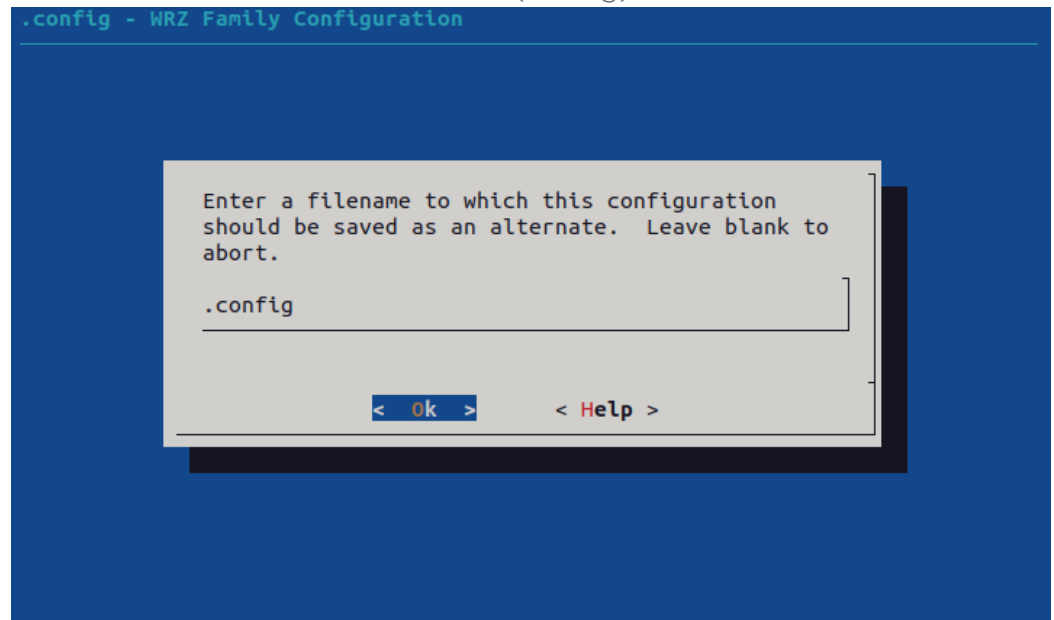 .config - WRZ Family Configuration
Enter a filename to which this configuration
should be saved as an alternate.  Leave blank to
abort.
.config
<  Ok  >        < Help >